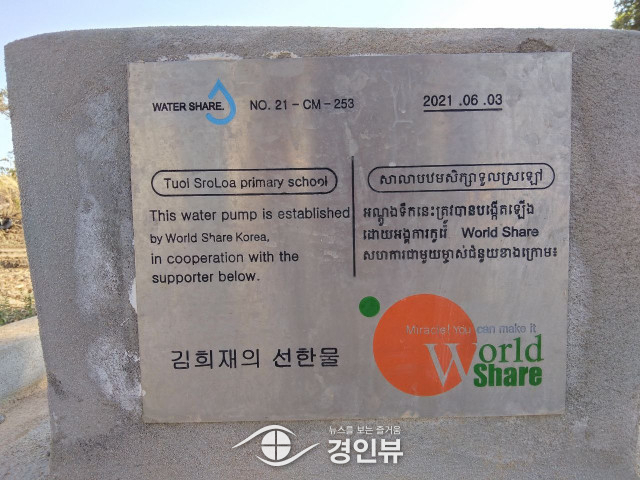 WATER SHARE. NO. 21 - CM - 253 2021 .06 .03
Tuol SroLoa primary school
This water pump is established
by World Share Korea,
in cooperation with the
supporter below.
សាលាបឋមសិក្សាទួលស្រឡៅ
អណ្តូងទឹកនេះត្រូវបានបង្កើតឡើង
ដោយអង្គការកូរ៉េ World Share
សហការជាមួយម្ចាស់ជំនួយខាងក្រោម៖
김희재의 선한물
Miracle! You can make it
World
Share
뉴스를 보는 즐거움
경인뷰